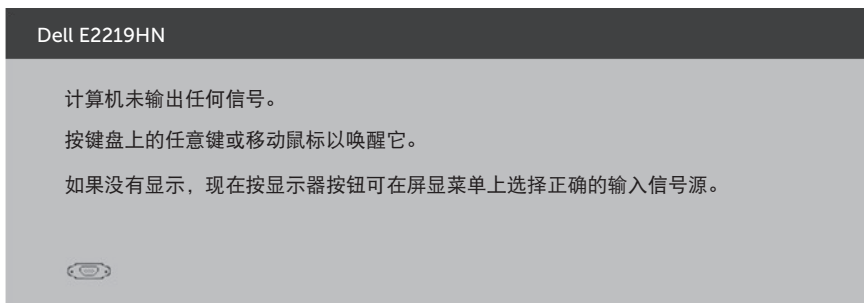 Dell E2219HN
计算机未输出任何信号。
按键盘上的任意键或移动鼠标以唤醒它。
如果没有显示，现在按显示器按钮可在屏显菜单上选择正确的输入信号源。